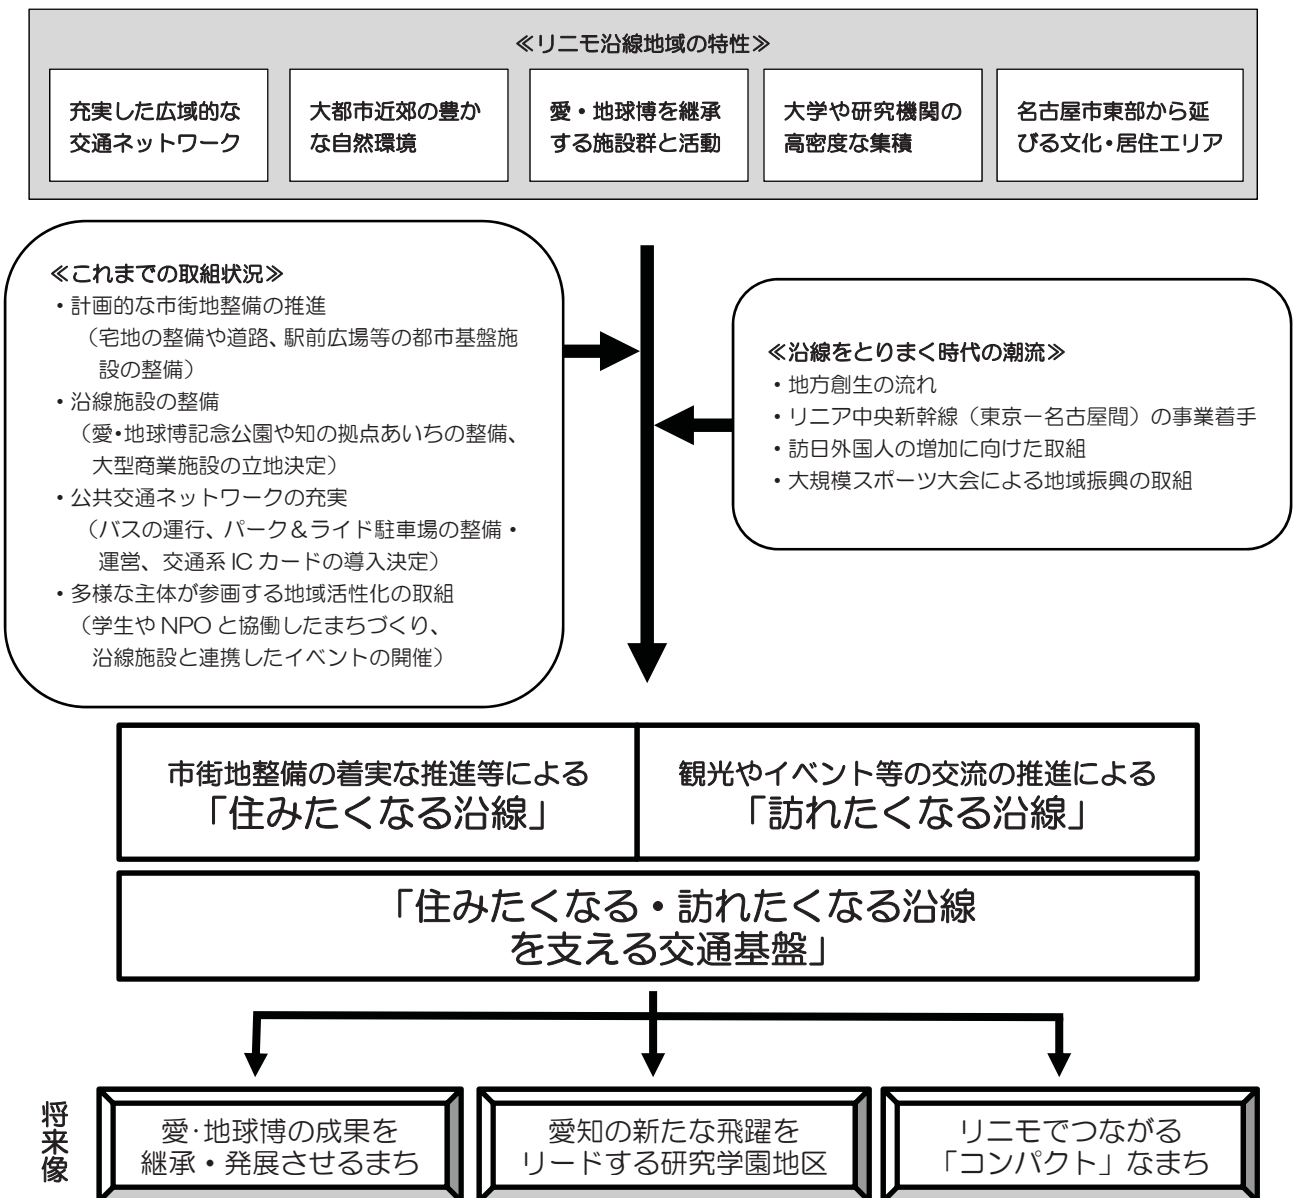 ≪リニモ沿線地域の特性≫
充実した広域的な
交通ネットワーク
大都市近郊の豊か
な自然環境
愛・地球博を継承
する施設群と活動
大学や研究機関の
高密度な集積
名古屋市東部から延
びる文化・居住エリア
≪これまでの取組状況≫
・計画的な市街地整備の推進
（宅地の整備や道路、駅前広場等の都市基盤施
設の整備）
・沿線施設の整備
（愛・地球博記念公園や知の拠点あいちの整備、
大型商業施設の立地決定）
・公共交通ネットワークの充実
（バスの運行、パーク＆ライド駐車場の整備・
運営、交通系 IC カードの導入決定）
・多様な主体が参画する地域活性化の取組
（学生や NPO と協働したまちづくり、
沿線施設と連携したイベントの開催）
≪沿線をとりまく時代の潮流≫
・地方創生の流れ
・リニア中央新幹線（東京－名古屋間）の事業着手
・訪日外国人の増加に向けた取組
・大規模スポーツ大会による地域振興の取組
市街地整備の着実な推進等による
「住みたくなる沿線」
観光やイベント等の交流の推進による
「訪れたくなる沿線」
「住みたくなる・訪れたくなる沿線
を支える交通基盤」
将来像
愛・地球博の成果を
継承・発展させるまち
愛知の新たな飛躍を
リードする研究学園地区
リニモでつながる
「コンパクト」なまち